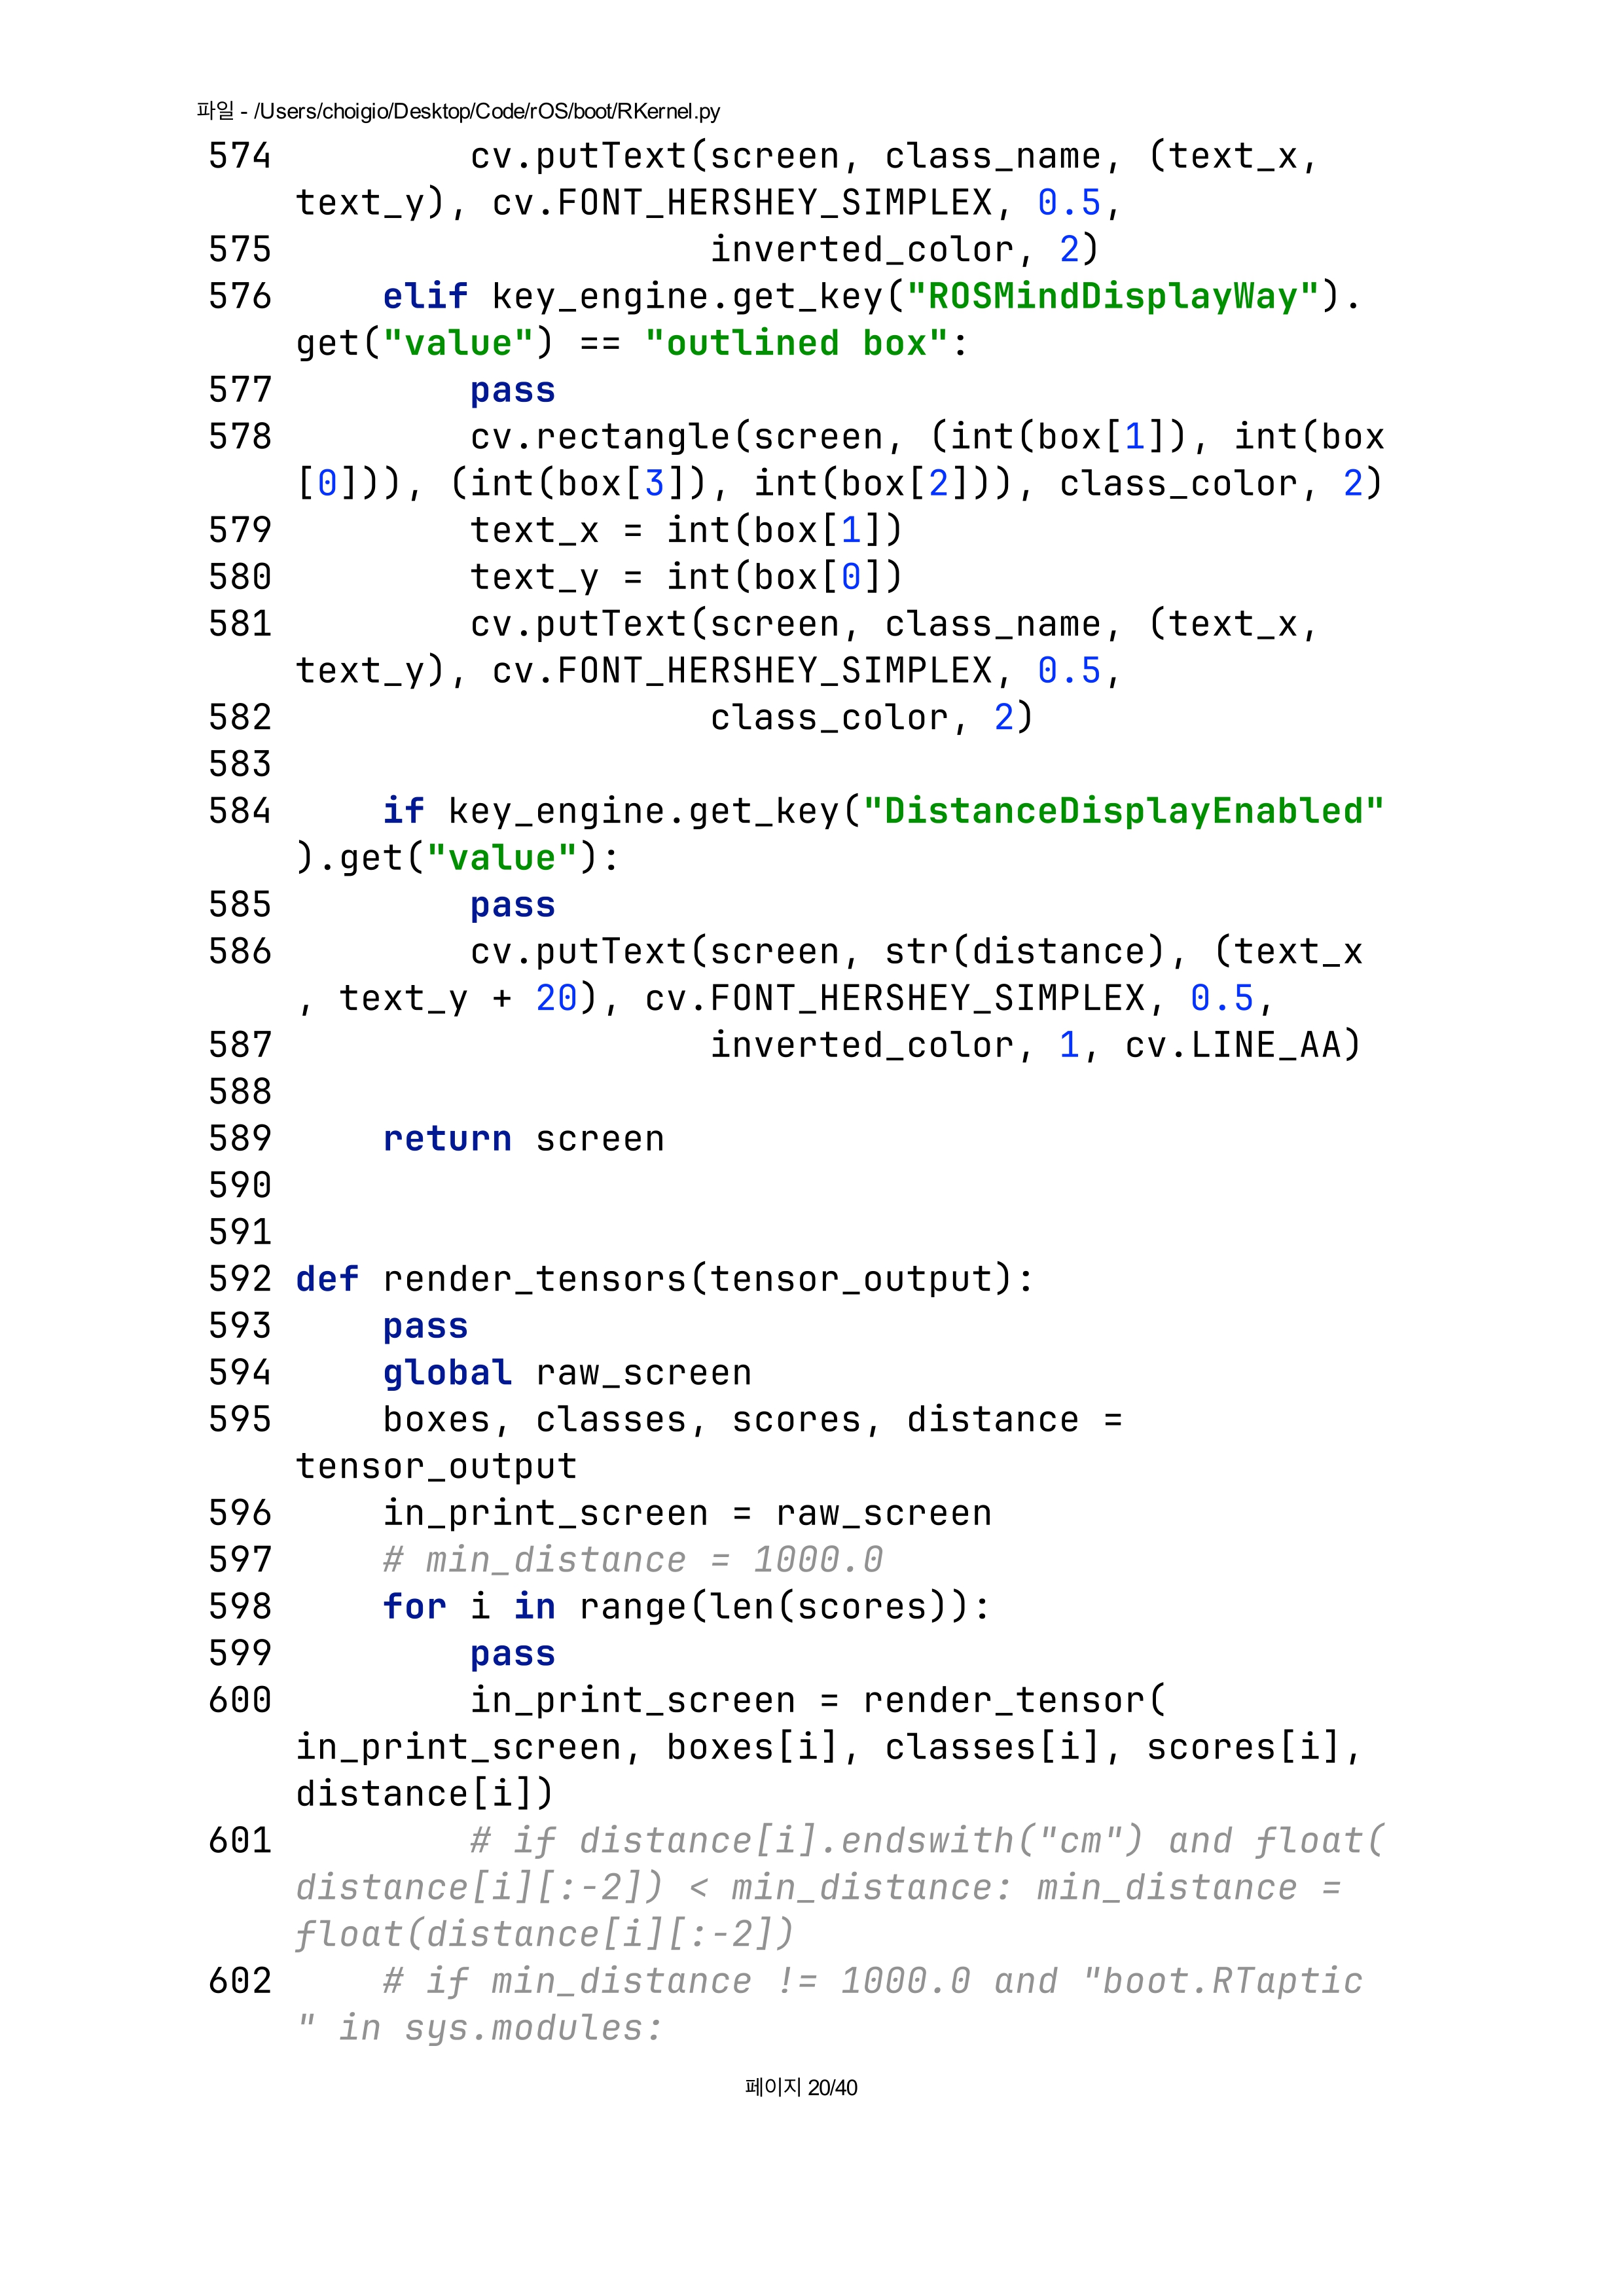 파일 - /Users/choigio/Desktop/Code/rOS/boot/RKernel.py
574         cv.putText(screen, class_name, (text_x,
    text_y), cv.FONT_HERSHEY_SIMPLEX, 0.5,
575                    inverted_color, 2)
576     elif key_engine.get_key("ROSMindDisplayWay").
    get("value") == "outlined box":
577         pass
578         cv.rectangle(screen, (int(box[1]), int(box
    [0])), (int(box[3]), int(box[2])), class_color, 2)
579         text_x = int(box[1])
580         text_y = int(box[0])
581         cv.putText(screen, class_name, (text_x,
    text_y), cv.FONT_HERSHEY_SIMPLEX, 0.5,
582                    class_color, 2)
583
584     if key_engine.get_key("DistanceDisplayEnabled"
    ).get("value"):
585         pass
586         cv.putText(screen, str(distance), (text_x
    , text_y + 20), cv.FONT_HERSHEY_SIMPLEX, 0.5,
587                    inverted_color, 1, cv.LINE_AA)
588
589     return screen
590
591
592 def render_tensors(tensor_output):
593     pass
594     global raw_screen
595     boxes, classes, scores, distance =
    tensor_output
596     in_print_screen = raw_screen
597     # min_distance = 1000.0
598     for i in range(len(scores)):
599         pass
600         in_print_screen = render_tensor(
    in_print_screen, boxes[i], classes[i], scores[i],
    distance[i])
601         # if distance[i].endswith("cm") and float(
    distance[i][:-2]) < min_distance: min_distance =
    float(distance[i][:-2])
602     # if min_distance != 1000.0 and "boot.RTaptic
    " in sys.modules:
페이지 20/40